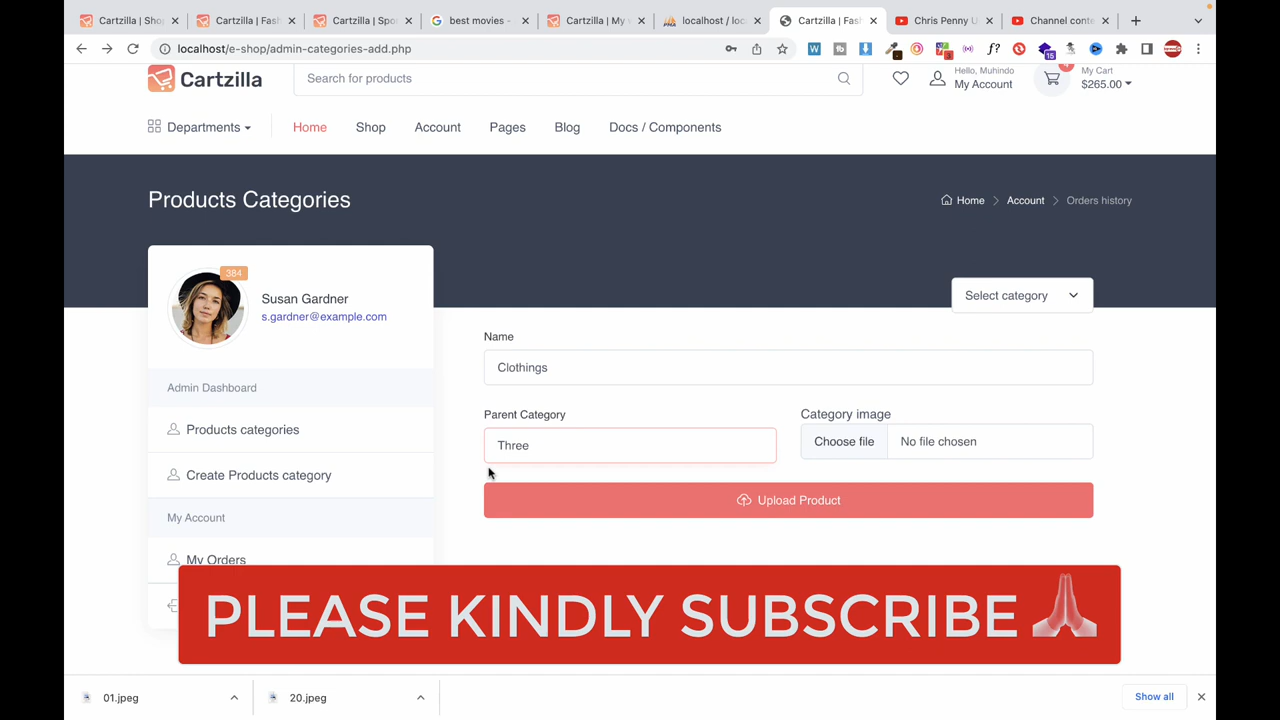 Cartzilla | Sho
Cartzilla | Fash
Cartzilla | Spo
best movies -
Cartzilla | My
localhost / loc
Cartzilla | Fash
Chris Penny U
Channel cont
localhost/e-shop/admin-categories-add.php
Cartzilla
Search for products
Hello, Muhindo
My Account
4
My Cart
$265.00
Departments
Home
Shop
Account
Pages
Blog
Docs / Components
Products Categories
Home
Account
Orders history
384
Susan Gardner
s.gardner@example.com
Select category
Name
Clothings
Admin Dashboard
Parent Category
Category image
Products categories
Three
Choose file
No file chosen
Create Products category
Upload Product
My Account
My Orders
PLEASE KINDLY SUBSCRIBE
01.jpeg
20.jpeg
Show all